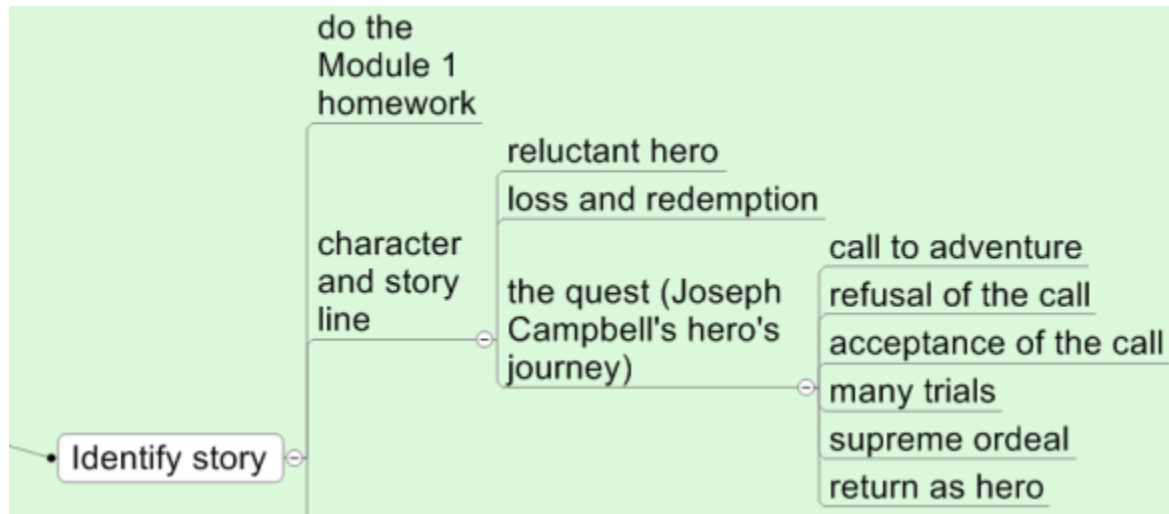 do the
Module 1
homework
reluctant hero
loss and redemption
character
and story
line
the quest (Joseph
Campbell's hero's
journey)
call to adventure
refusal of the call
acceptance of the call
many trials
supreme ordeal
return as hero
Identify story